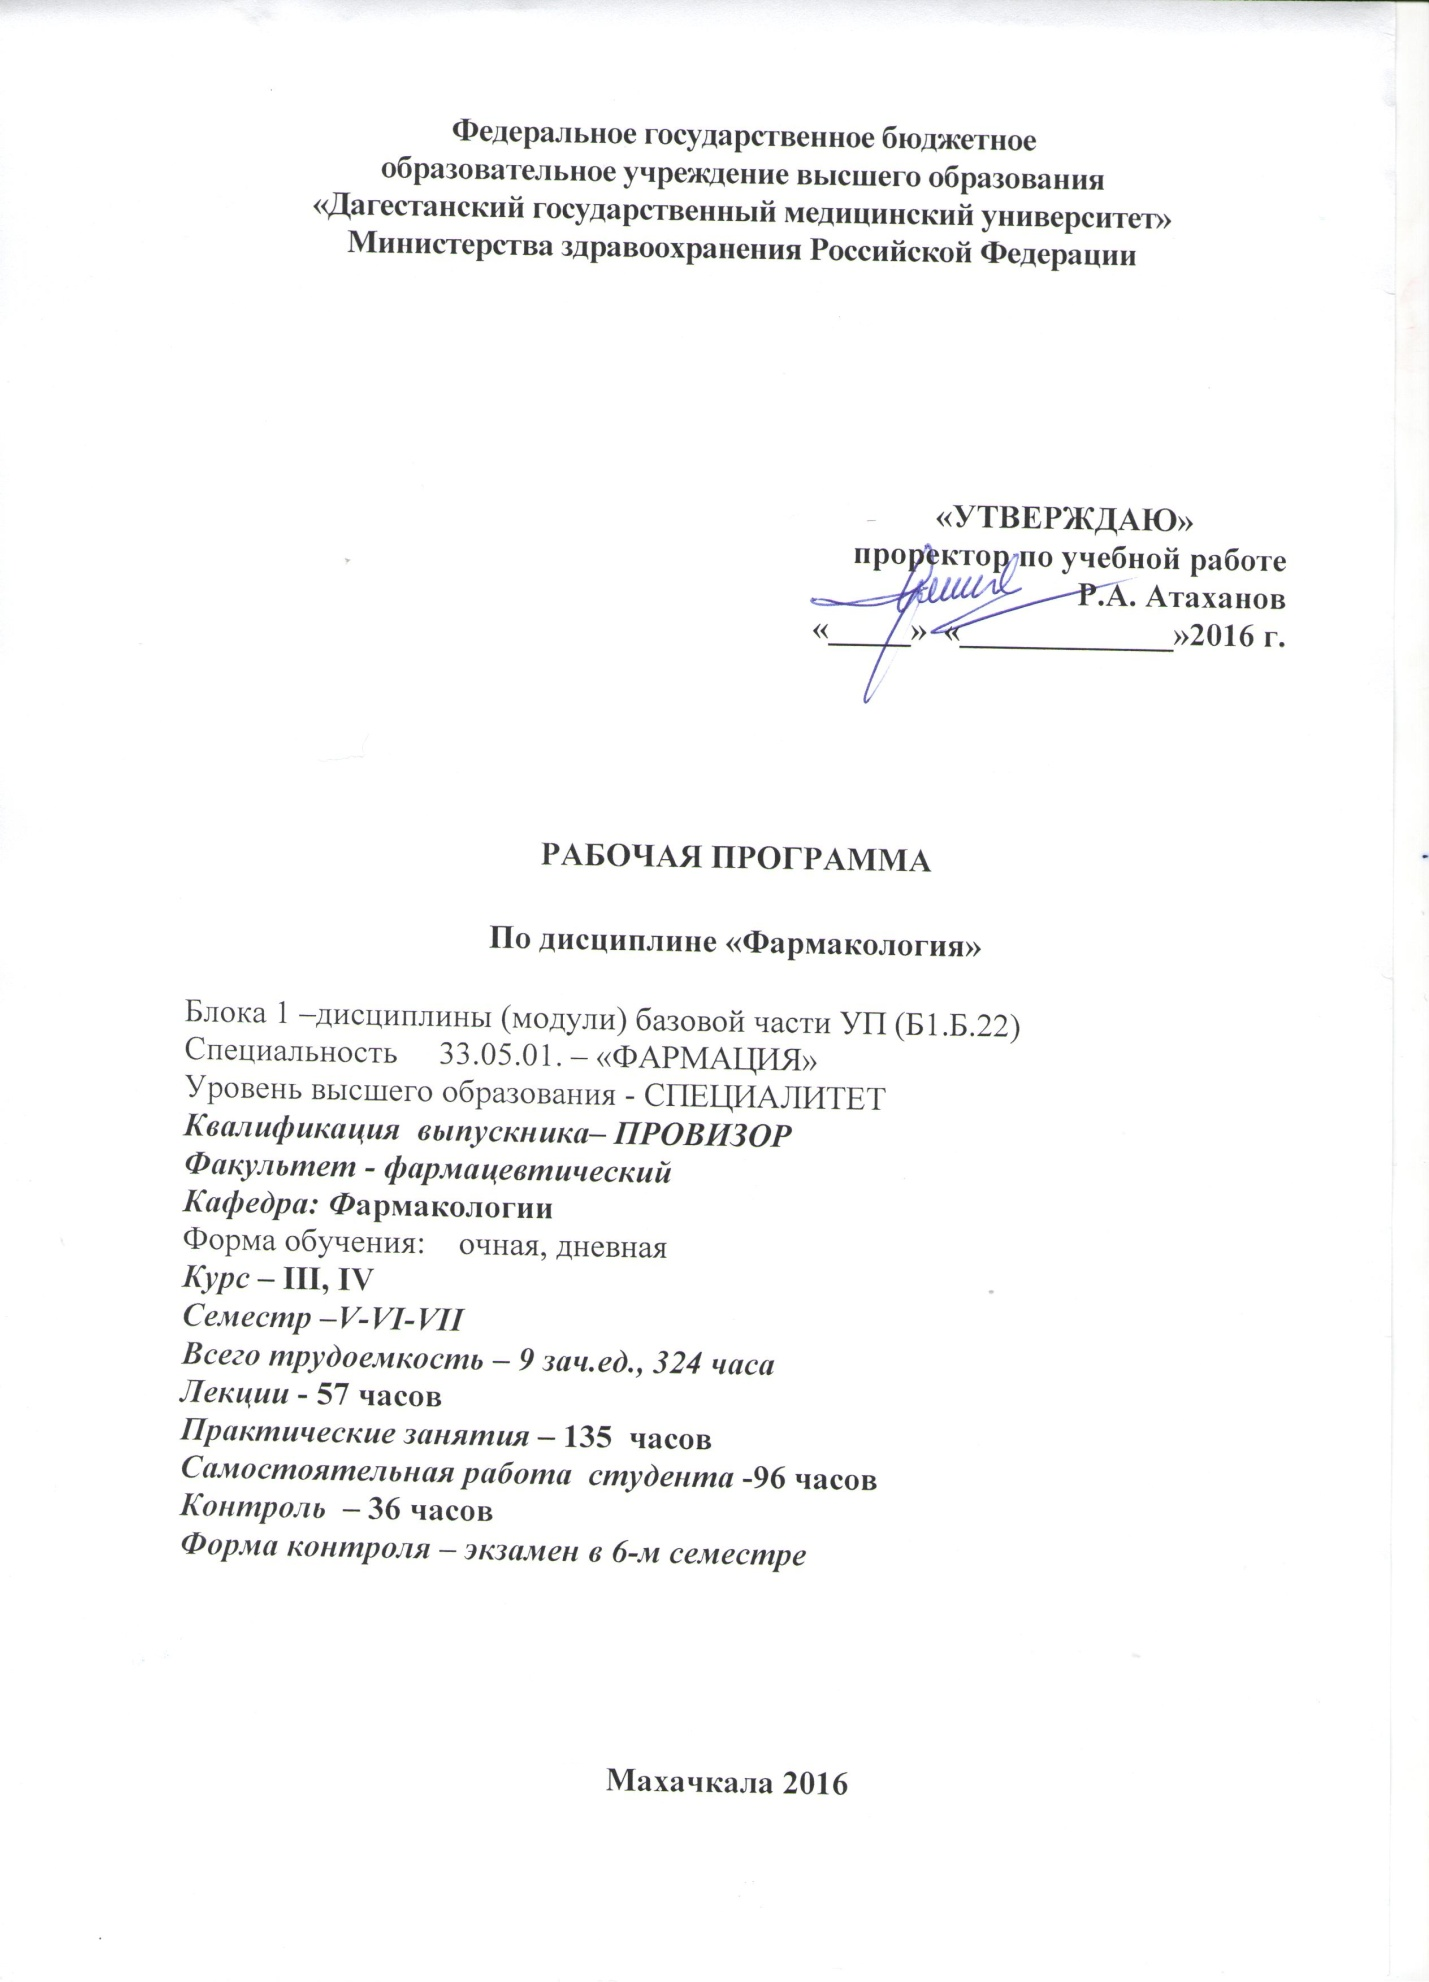 Федеральное государственное бюджетное
образовательное учреждение высшего образования
«Дагестанский государственный медицинский университет»
Министерства здравоохранения Российской Федерации
«УТВЕРЖДАЮ»
проректор по учебной работе
Р.А. Атаханов
«_____» «_____________»2016 г.
РАБОЧАЯ ПРОГРАММА
По дисциплине «Фармакология»
Блока 1 –дисциплины (модули) базовой части УП (Б1.Б.22)
Специальность 33.05.01. – «ФАРМАЦИЯ»
Уровень высшего образования - СПЕЦИАЛИТЕТ
Квалификация выпускника– ПРОВИЗОР
Факультет - фармацевтический
Кафедра: Фармакологии
Форма обучения: очная, дневная
Курс – III, IV
Семестр –V-VI-VII
Всего трудоемкость – 9 зач.ед., 324 часа
Лекции - 57 часов
Практические занятия – 135 часов
Самостоятельная работа студента -96 часов
Контроль – 36 часов
Форма контроля – экзамен в 6-м семестре
Махачкала 2016